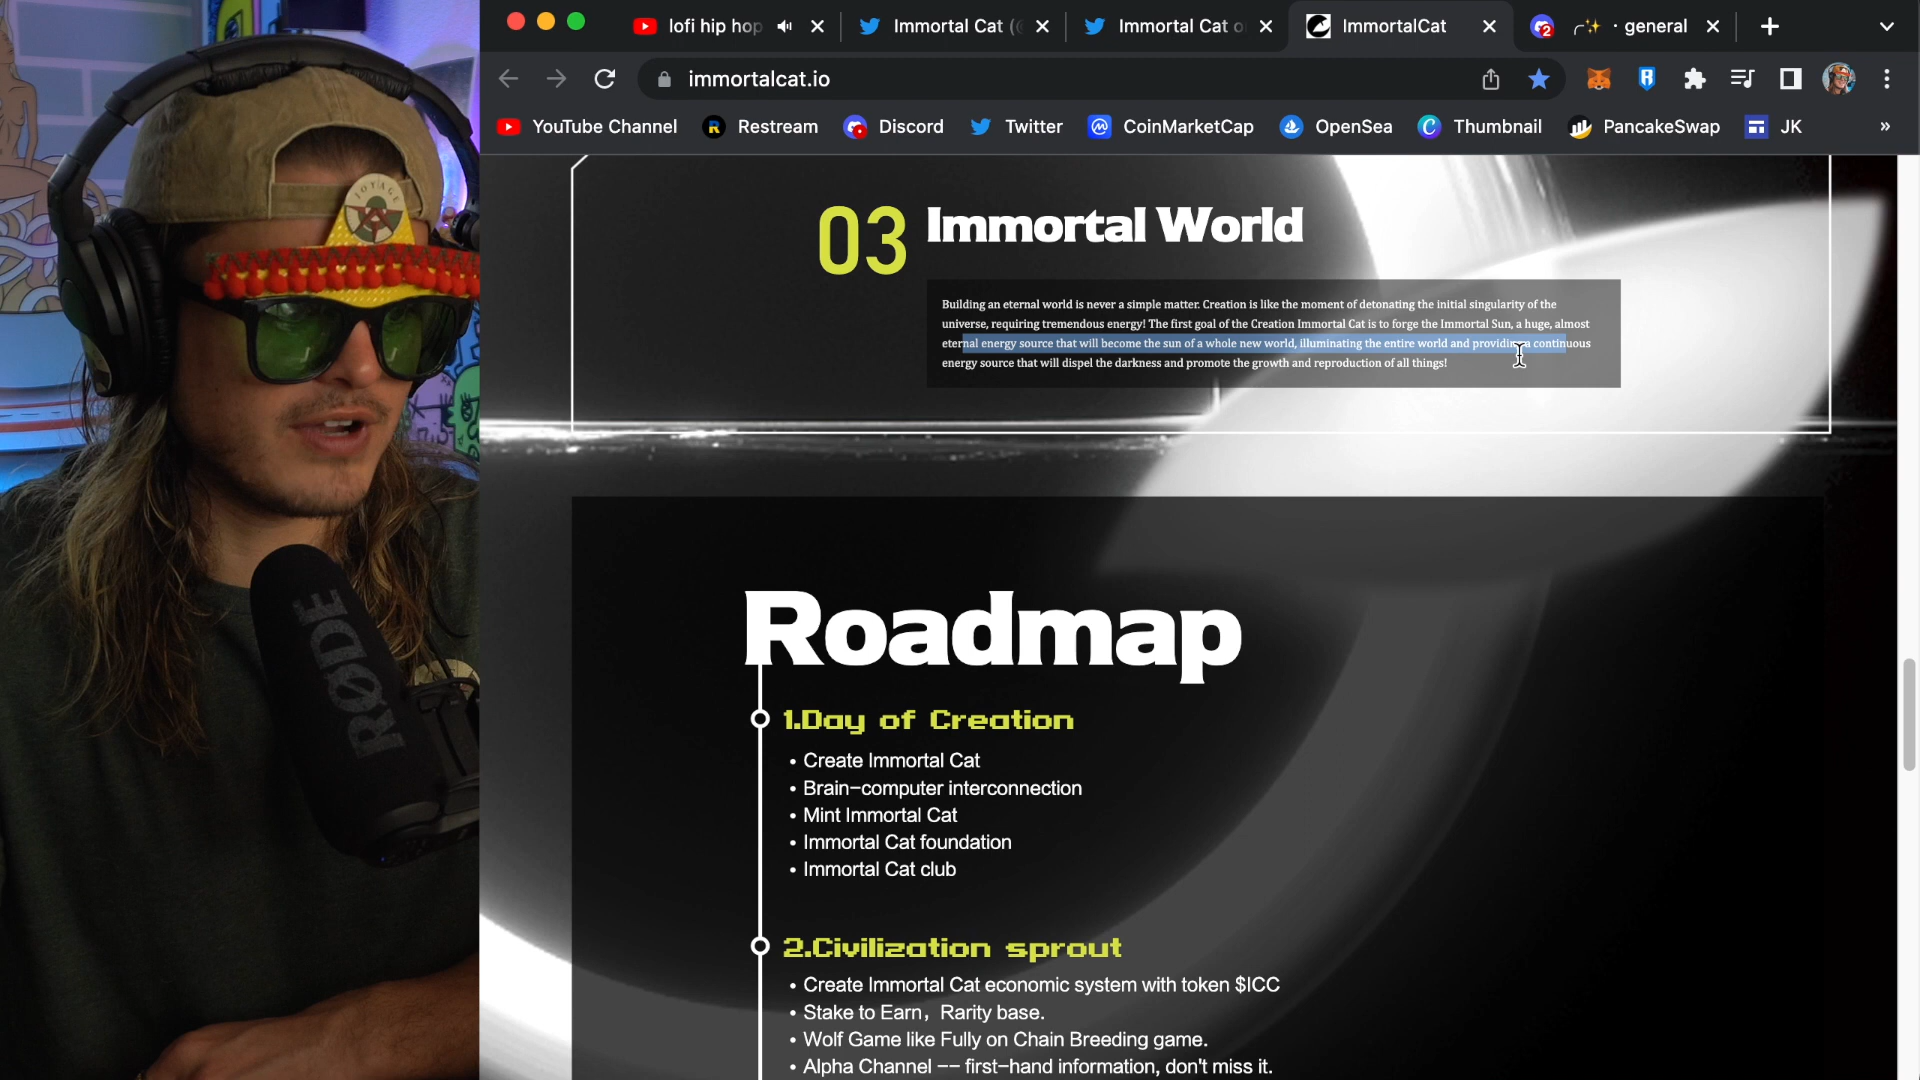 lofi hip hop
Immortal Cat (
Immortal Cat o
ImmortalCat
2
· general
immortalcat.io
YouTube Channel
Restream
Discord
Twitter
CoinMarketCap
OpenSea
Thumbnail
PancakeSwap
JK
»
03
Immortal World
Building an eternal world is never a simple matter. Creation is like the moment of detonating the initial singularity of the
universe, requiring tremendous energy! The first goal of the Creation Immortal Cat is to forge the Immortal Sun, a huge, almost
eternal energy source that will become the sun of a whole new world, illuminating the entire world and providing a continuous
energy source that will dispel the darkness and promote the growth and reproduction of all things!
Roadmap
1.Day of Creation
• Create Immortal Cat
• Brain-computer interconnection
• Mint Immortal Cat
• Immortal Cat foundation
• Immortal Cat club
2.Civilization sprout
• Create Immortal Cat economic system with token $ICC
• Stake to Earn，Rarity base.
• Wolf Game like Fully on Chain Breeding game.
• Alpha Channel -- first-hand information, don't miss it.
RØDE